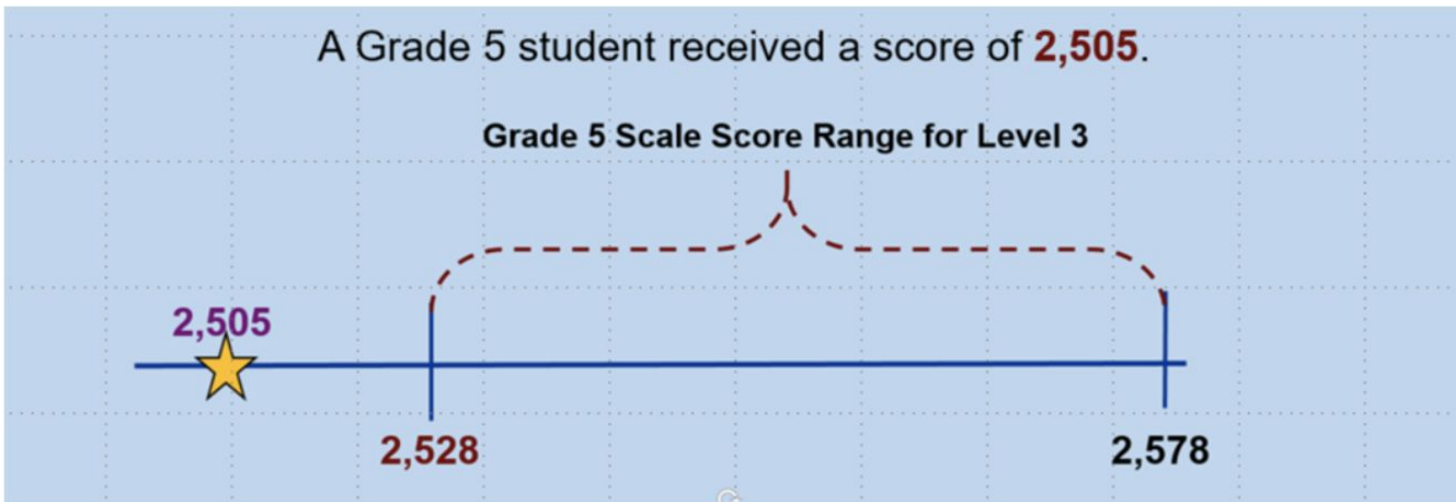 A Grade 5 student received a score of 2,505.
Grade 5 Scale Score Range for Level 3
2,505
2,528
2,578